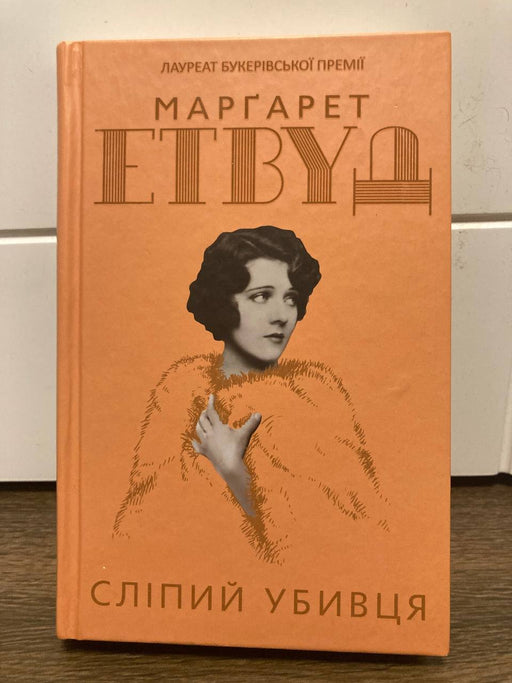 ЛАУРЕАТ БУКЕРІВСЬКОЇ ПРЕМІЇ
МАРҐАРЕТ
ЕТВУД
СЛІПИЙ УБИВЦЯ